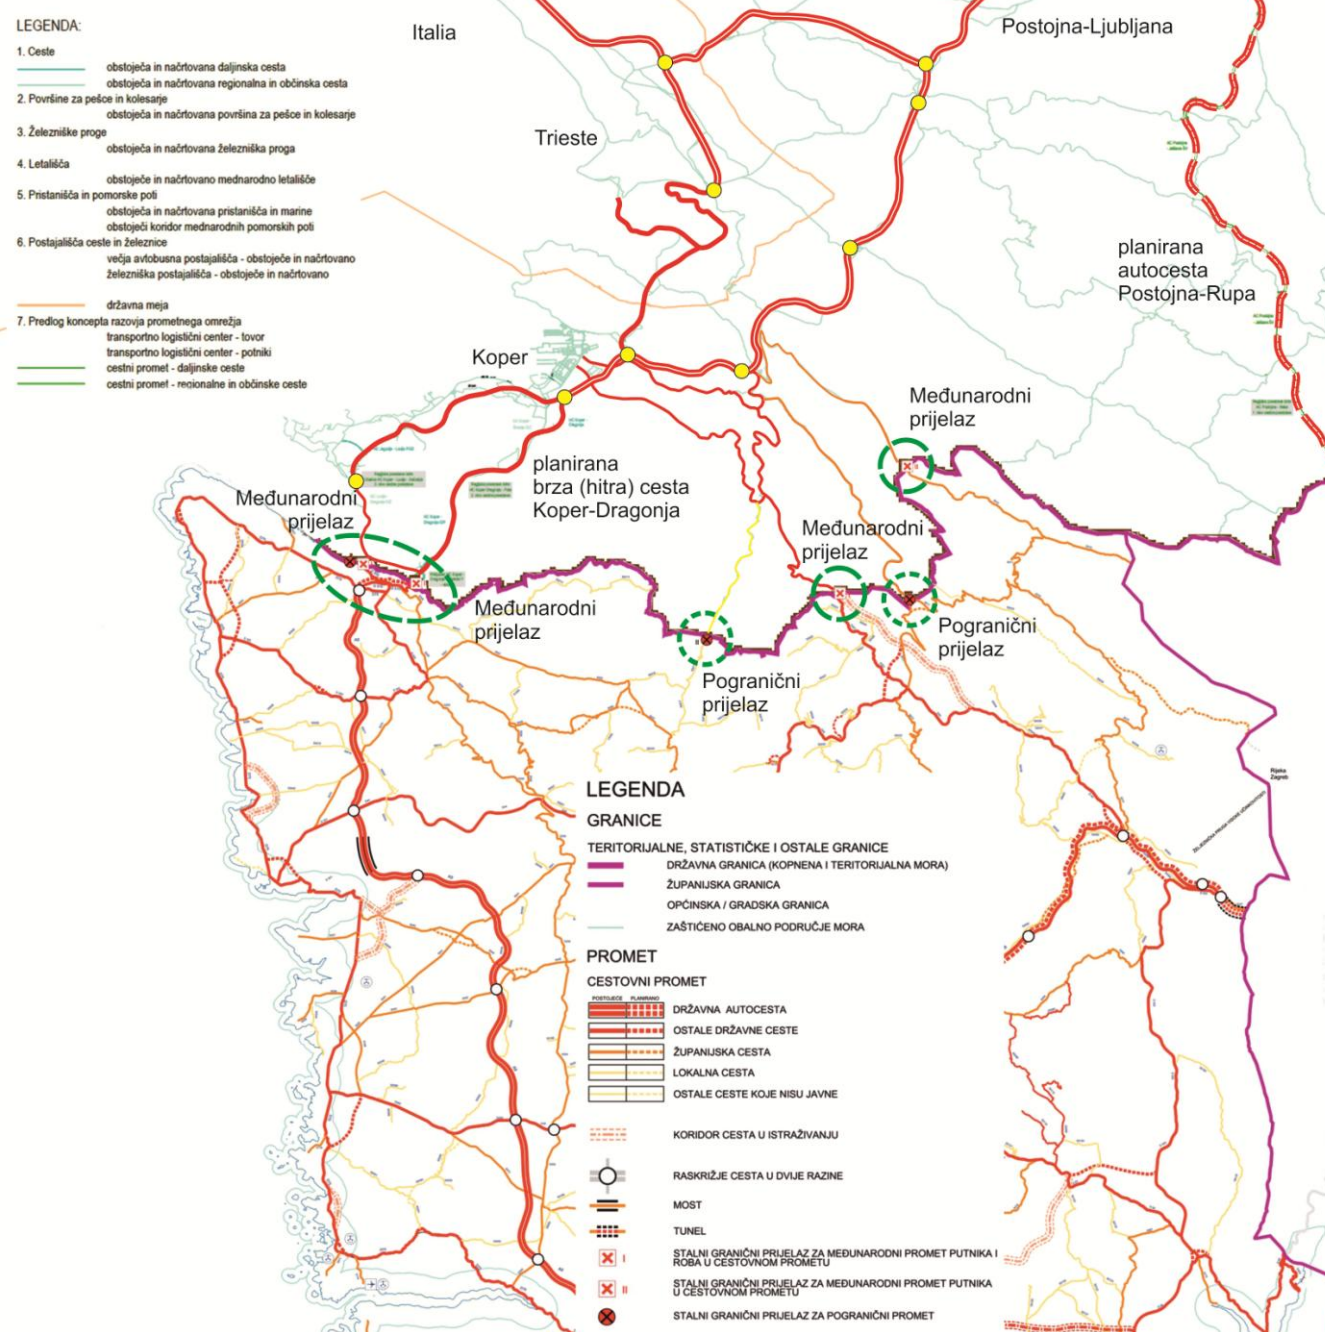 LEGENDA:
1. Ceste
obstoječa in načrtovana daljinska cesta
obstoječa in načrtovana regionalna in občinska cesta
2. Površine za pešce in kolesarje
obstoječa in načrtovana površina za pešce in kolesarje
3. Železniške proge
obstoječa in načrtovana železniška proga
4. Letališča
obstoječe in načrtovano mednarodno letališče
5. Pristanišča in pomorske poti
obstoječa in načrtovana pristanišča in marine
obstoječi koridor mednarodnih pomorskih poti
6. Postajališča ceste in železnice
večja avtobusna postajališča - obstoječe in načrtovano
železniška postajališča - obstoječe in načrtovano
državna meja
7. Predlog koncepta razovja prometnega omrežja
transportno logistični center - tovor
transportno logistični center - potniki
cestni promet - daljinske ceste
cestni promet - regionalne in občinske ceste
Italia
Postojna-Ljubljana
Trieste
planirana
autocesta
Postojna-Rupa
Koper
Međunarodni
prijelaz
planirana
brza (hitra) cesta
Koper-Dragonja
Međunarodni
prijelaz
Međunarodni
prijelaz
Međunarodni
prijelaz
Pogranični
prijelaz
Pogranični
prijelaz
Rijeka
Zagreb
LEGENDA
GRANICE
TERITORIJALNE, STATISTIČKE I OSTALE GRANICE
DRŽAVNA GRANICA (KOPNENA I TERITORIJALNA MORA)
ŽUPANIJSKA GRANICA
OPĆINSKA / GRADSKA GRANICA
ZAŠTIĆENO OBALNO PODRUČJE MORA
PROMET
CESTOVNI PROMET
POSTOJEĆE PLANIRANO
DRŽAVNA AUTOCESTA
OSTALE DRŽAVNE CESTE
ŽUPANIJSKA CESTA
LOKALNA CESTA
OSTALE CESTE KOJE NISU JAVNE
KORIDOR CESTA U ISTRAŽIVANJU
RASKRIŽJE CESTA U DVIJE RAZINE
MOST
TUNEL
I STALNI GRANIČNI PRIJELAZ ZA MEĐUNARODNI PROMET PUTNIKA I
ROBA U CESTOVNOM PROMETU
II STALNI GRANIČNI PRIJELAZ ZA MEĐUNARODNI PROMET PUTNIKA
U CESTOVNOM PROMETU
STALNI GRANIČNI PRIJELAZ ZA POGRANIČNI PROMET